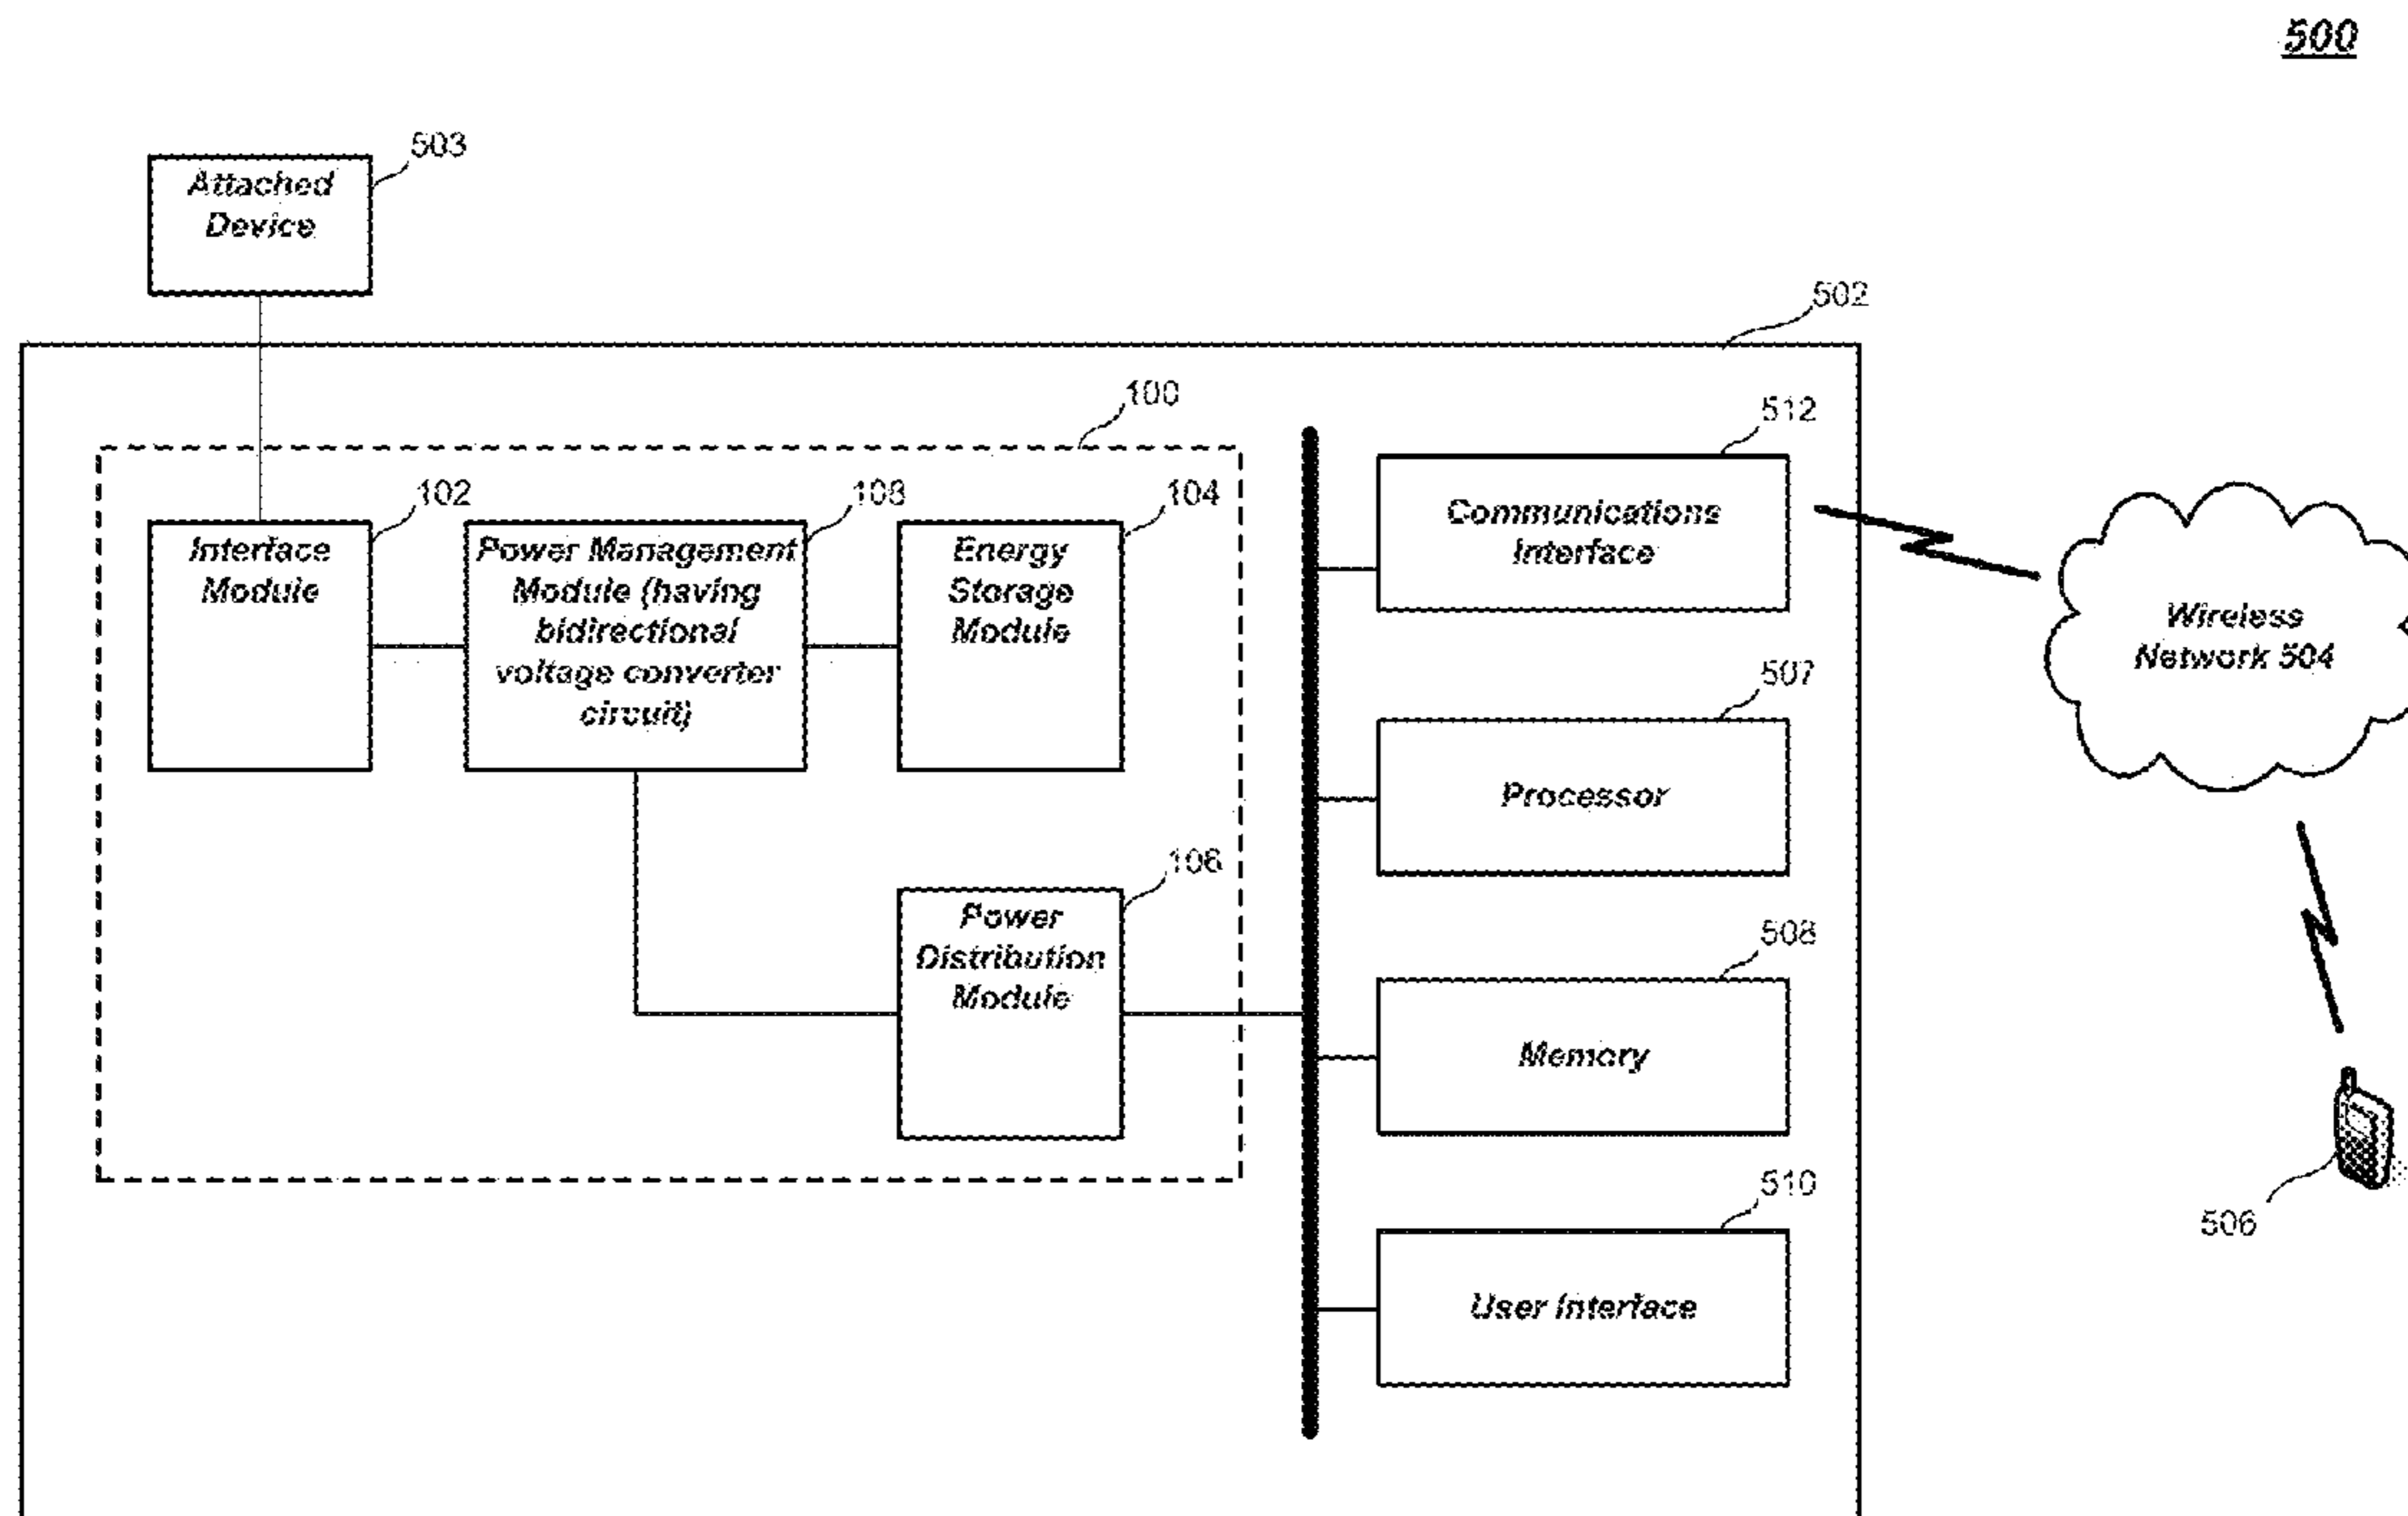 500
503
Attached
Device
502
100
512
102
108
104
Interface
Module
Power Management
Module (having
bidirectional
voltage converter
circuit)
Energy
Storage
Module
Communications
Interface
Wireless
Network 504
507
Processor
106
Power
Distribution
Module
508
Memory
510
User Interface
506